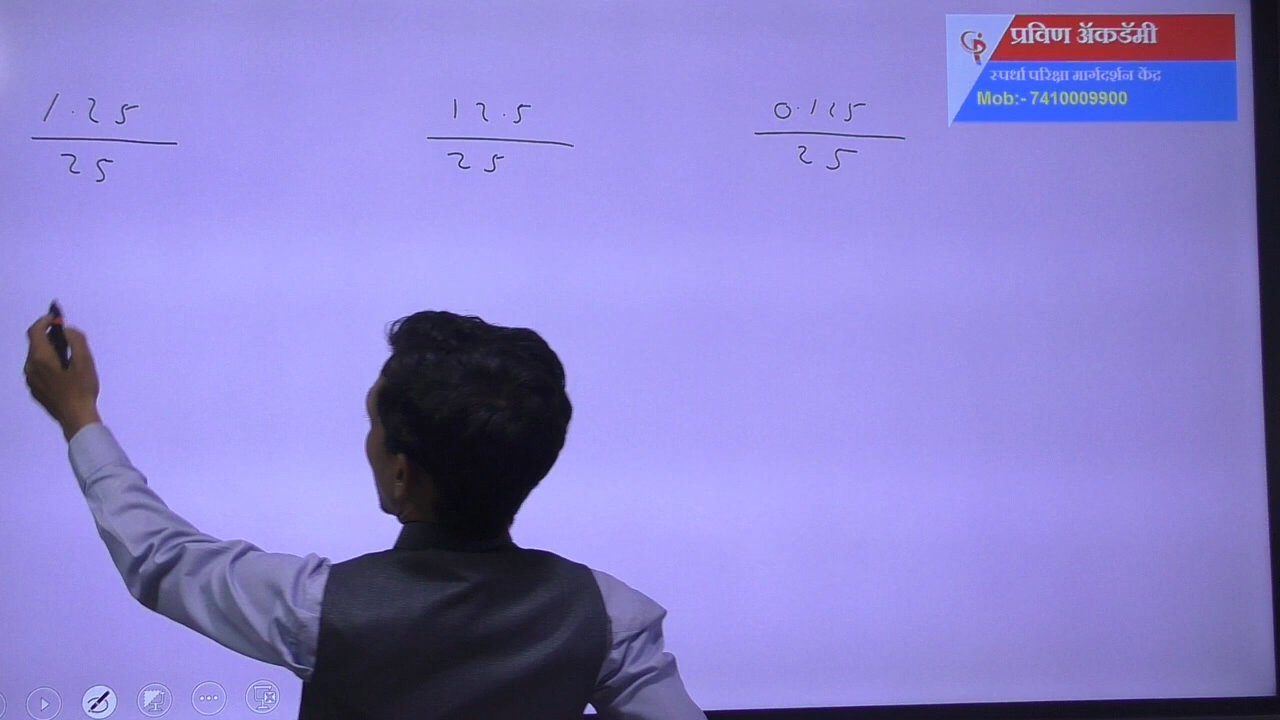 1.25
25
12.5
25
0.125
25
प्रविण ॲकडॅमी
स्पर्धा परिक्षा मार्गदर्शन केंद्र
Mob:- 7410009900